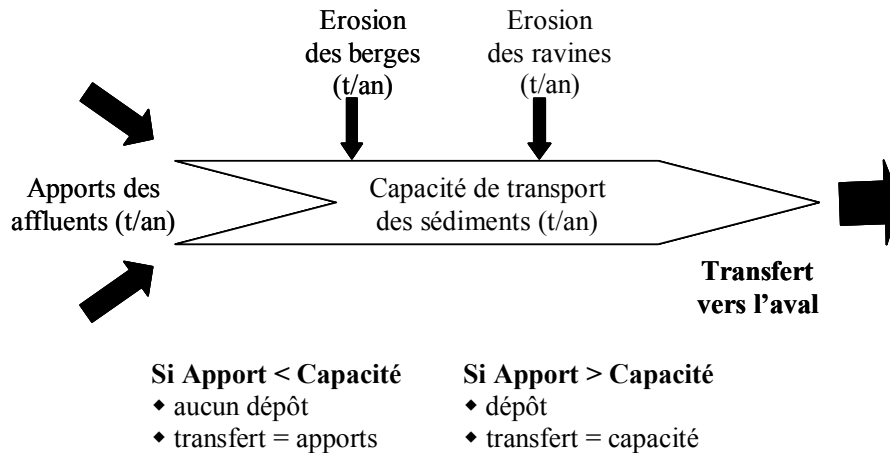 Erosion
des berges
(t/an)
Erosion
des ravines
(t/an)
Apports des
affluents (t/an)
Capacité de transport
des sédiments (t/an)
Transfert
vers l’aval
Si Apport < Capacité
◆ aucun dépôt
◆ transfert = apports
Si Apport > Capacité
◆ dépôt
◆ transfert = capacité